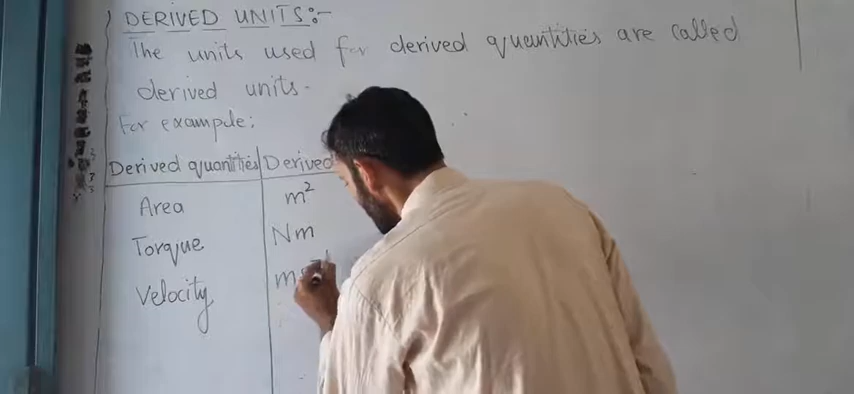 DERIVED UNITS:-
The units used for derived quantities are called
derived units.
For example:
Derived quantities Derived
Area m²
Torque Nm
Velocity